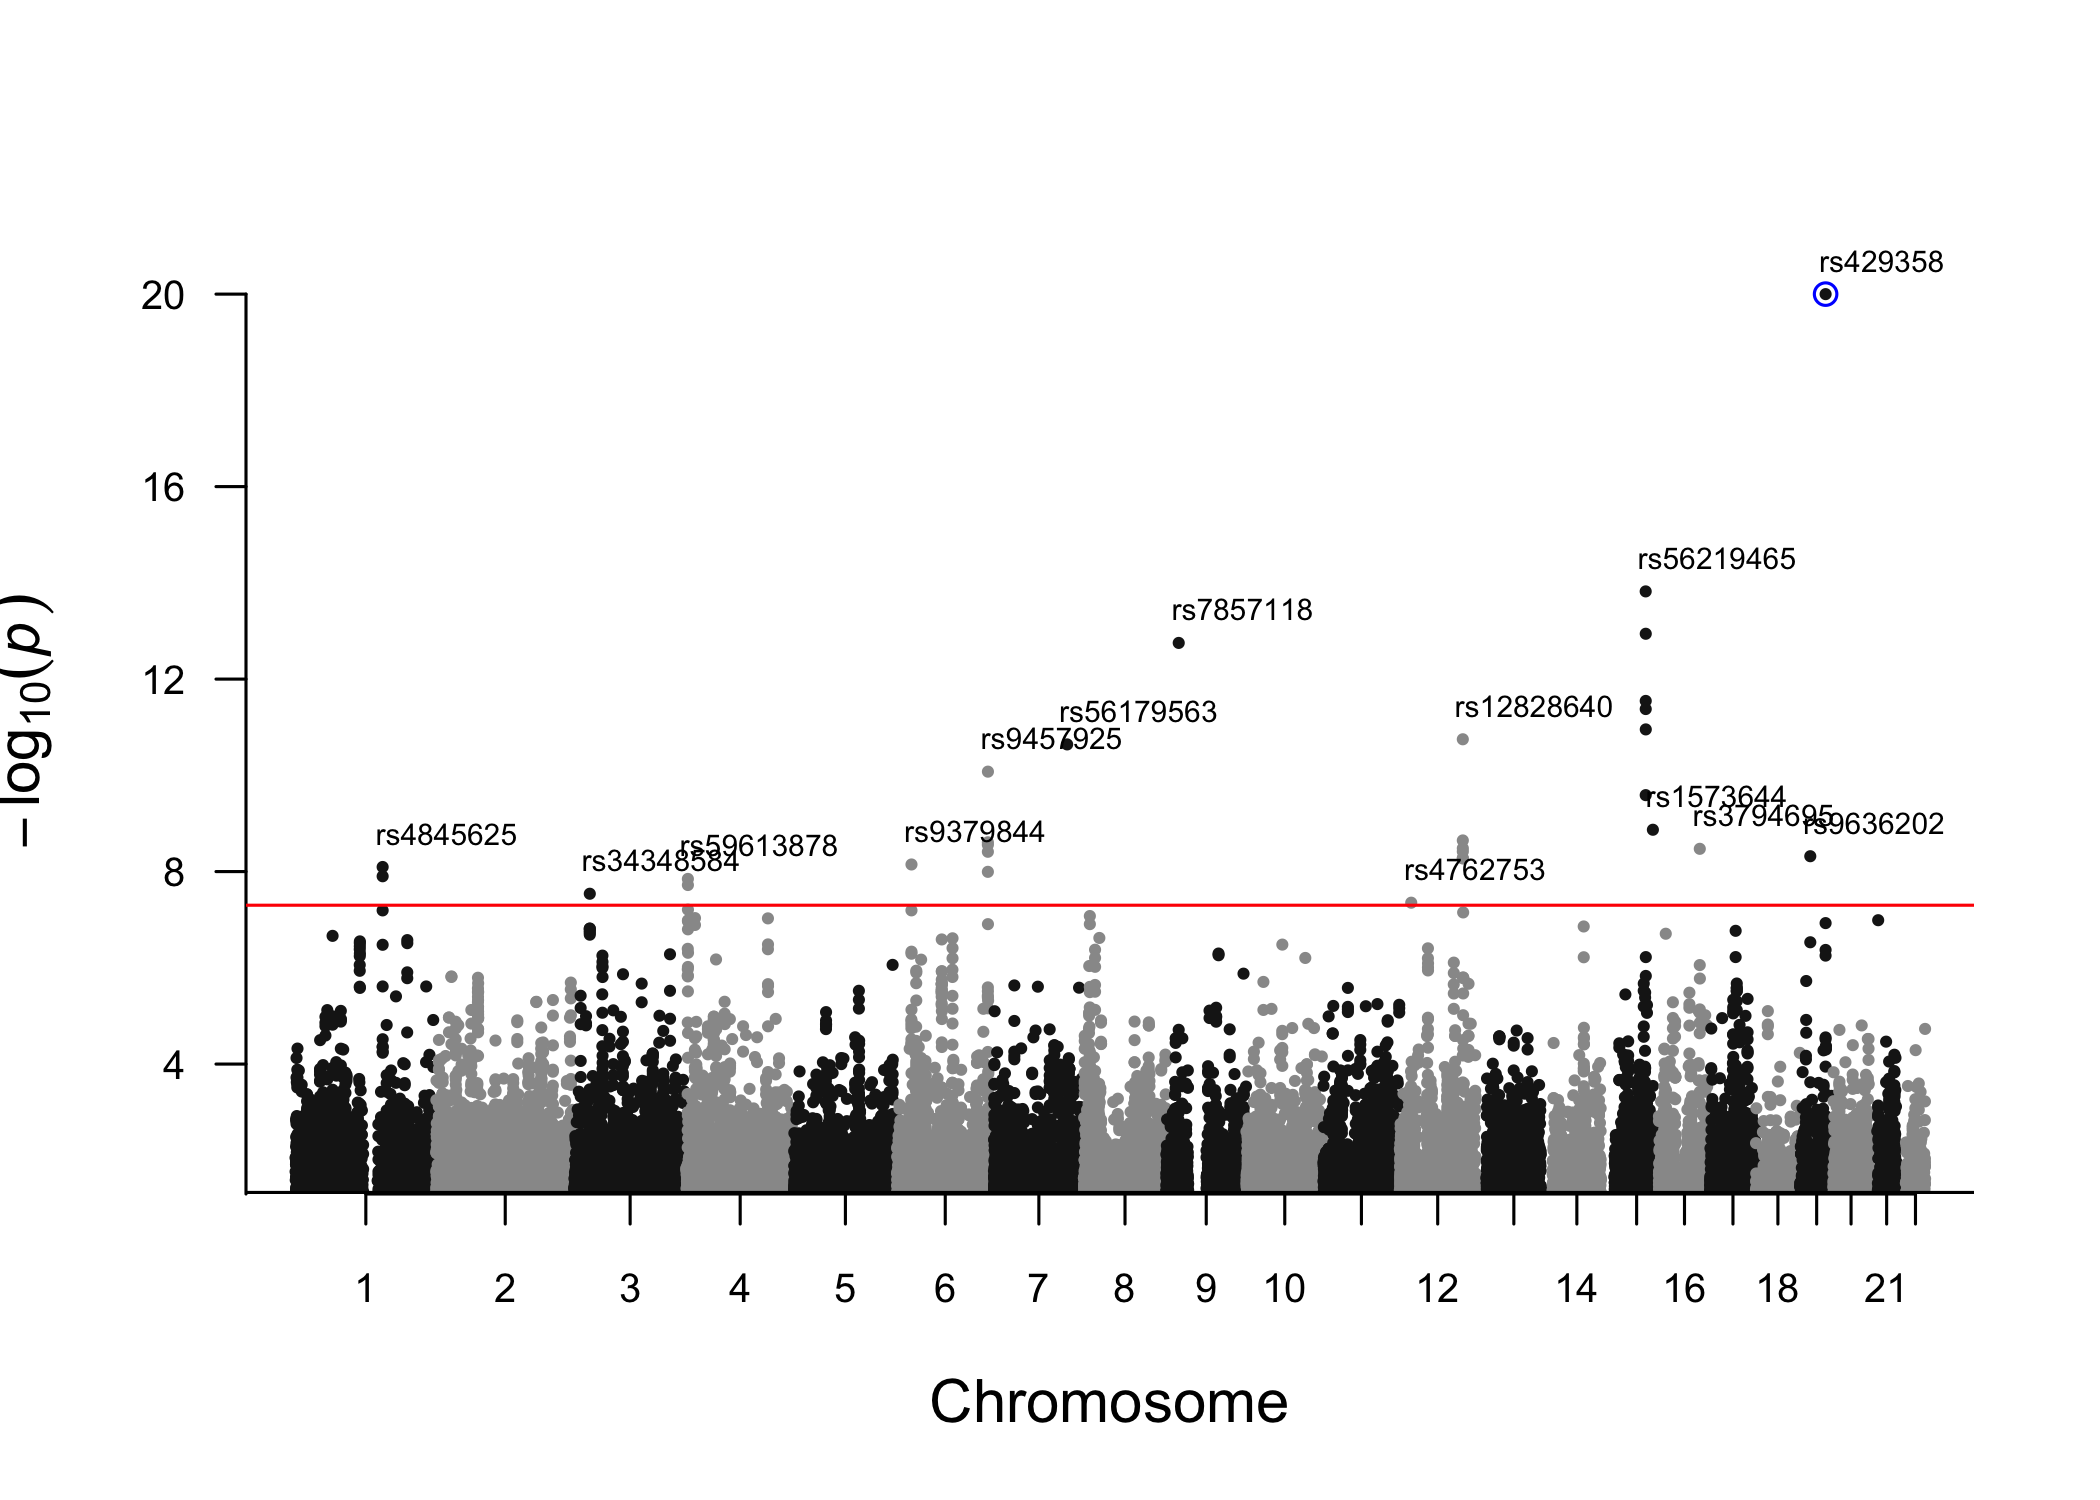 rs429358
20
16
rs56219465
rs7857118
12
rs56179563
rs12828640
rs9457925
rs1573644
rs3794695
rs9636202
rs4845625
rs9379844
rs59613878
rs34348584
8
rs4762753
4
− log10(p)
1 2 3 4 5 6 7 8 9 10 12 14 16 18 21
Chromosome